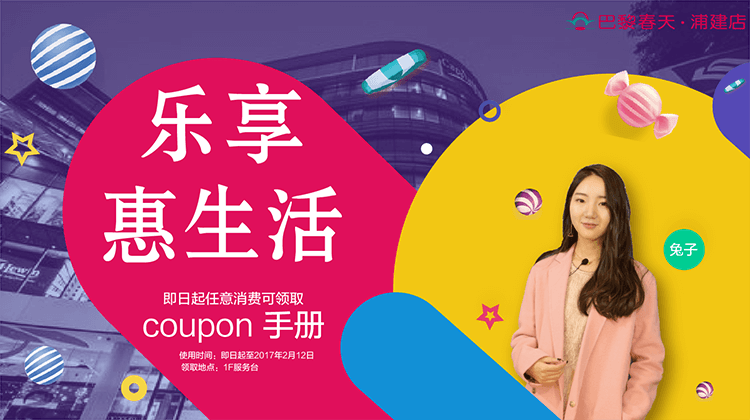 巴黎春天·浦建店
乐享
惠生活
即日起任意消费可领取
coupon 手册
使用时间：即日起至2017年2月12日
领取地点：1F服务台
兔子